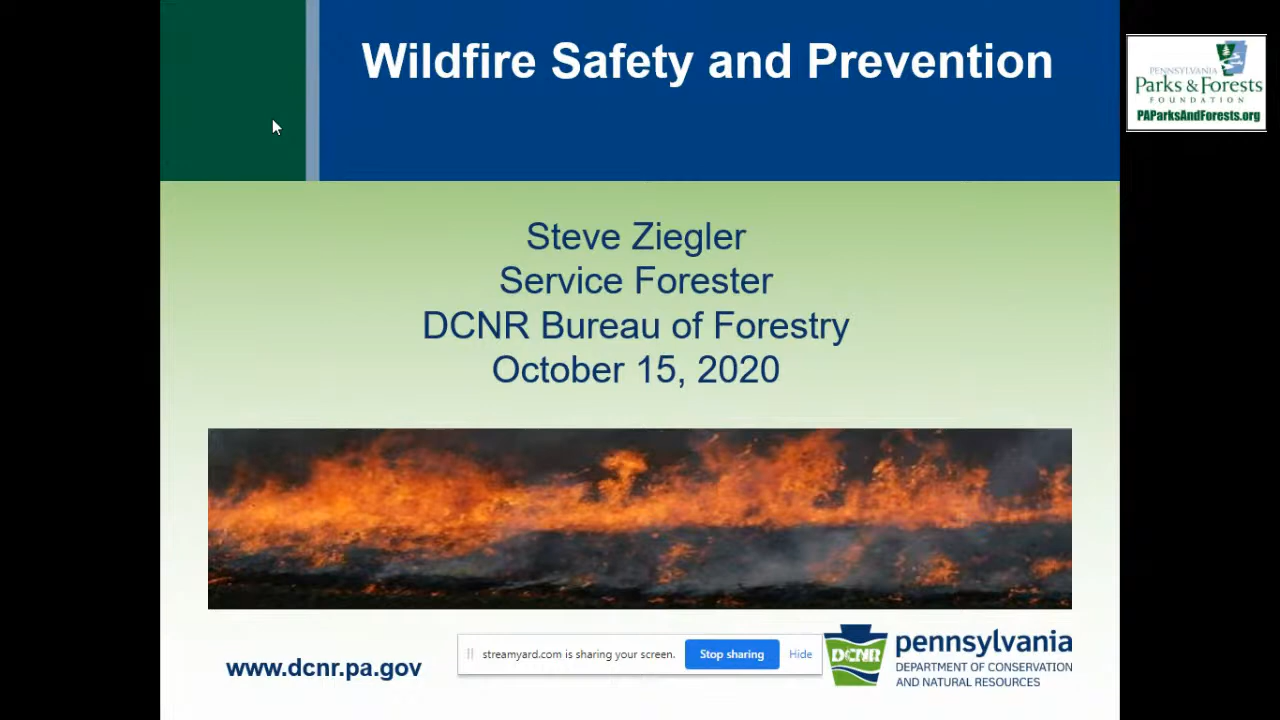 Wildfire Safety and Prevention
PENNSYLVANIA
Parks & Forests
FOUNDATION
PAParksAndForests.org
Steve Ziegler
Service Forester
DCNR Bureau of Forestry
October 15, 2020
www.dcnr.pa.gov
streamyard.com is sharing your screen.
Stop sharing
Hide
DCNR
pennsylvania
DEPARTMENT OF CONSERVATION
AND NATURAL RESOURCES